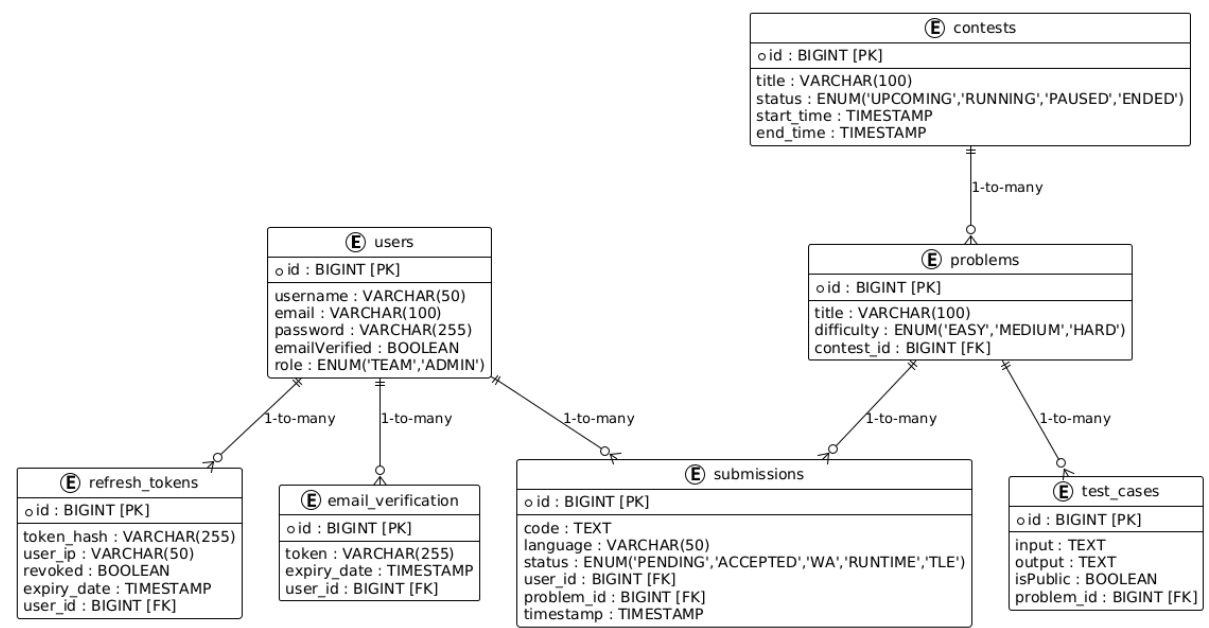 E contests
id : BIGINT [PK]
title : VARCHAR(100)
status : ENUM('UPCOMING','RUNNING','PAUSED','ENDED')
start_time : TIMESTAMP
end_time : TIMESTAMP
1-to-many
E users
id : BIGINT [PK]
username : VARCHAR(50)
email : VARCHAR(100)
password : VARCHAR(255)
emailVerified : BOOLEAN
role : ENUM('TEAM','ADMIN')
E problems
id : BIGINT [PK]
title : VARCHAR(100)
difficulty : ENUM('EASY','MEDIUM','HARD')
contest_id : BIGINT [FK]
1-to-many
1-to-many
1-to-many
1-to-many
1-to-many
E refresh_tokens
id : BIGINT [PK]
token_hash : VARCHAR(255)
user_ip : VARCHAR(50)
revoked : BOOLEAN
expiry_date : TIMESTAMP
user_id : BIGINT [FK]
E email_verification
id : BIGINT [PK]
token : VARCHAR(255)
expiry_date : TIMESTAMP
user_id : BIGINT [FK]
E submissions
id : BIGINT [PK]
code : TEXT
language : VARCHAR(50)
status : ENUM('PENDING','ACCEPTED','WA','RUNTIME','TLE')
user_id : BIGINT [FK]
problem_id : BIGINT [FK]
timestamp : TIMESTAMP
E test_cases
id : BIGINT [PK]
input : TEXT
output : TEXT
isPublic : BOOLEAN
problem_id : BIGINT [FK]